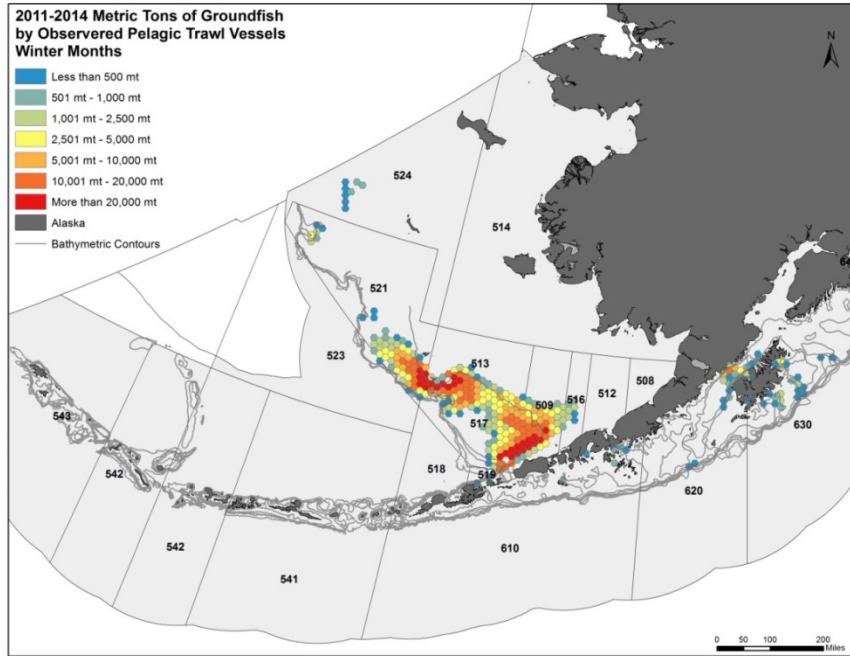 2011-2014 Metric Tons of Groundfish
by Observed Pelagic Trawl Vessels
Winter Months
Less than 500 mt
501 mt - 1,000 mt
1,001 mt - 2,500 mt
2,501 mt - 5,000 mt
5,001 mt - 10,000 mt
10,001 mt - 20,000 mt
More than 20,000 mt
Alaska
Bathymetric Contours
N
524
514
521
523
513
509
516
512
508
517
518
519
543
542
542
541
610
620
630
0 50 100 200
Miles